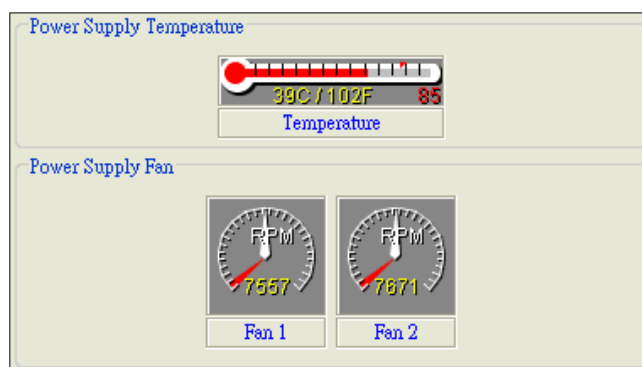 Power Supply Temperature
39C / 102F 85
Temperature
Power Supply Fan
RPM RPM
7557 7671
Fan 1 Fan 2